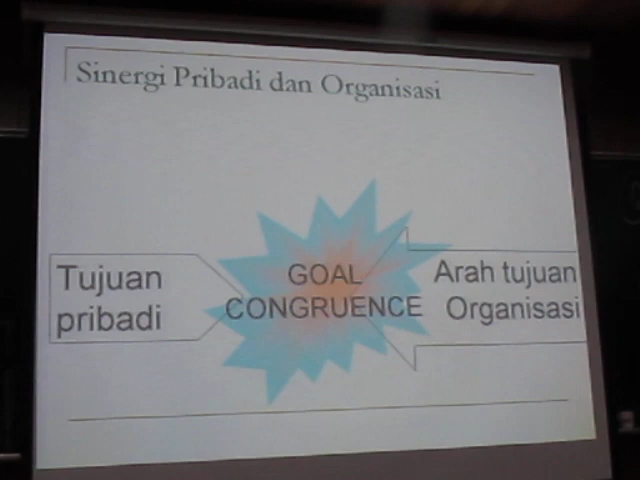 Sinergi Pribadi dan Organisasi
Tujuan
pribadi
GOAL
CONGRUENCE
Arah tujuan
Organisasi